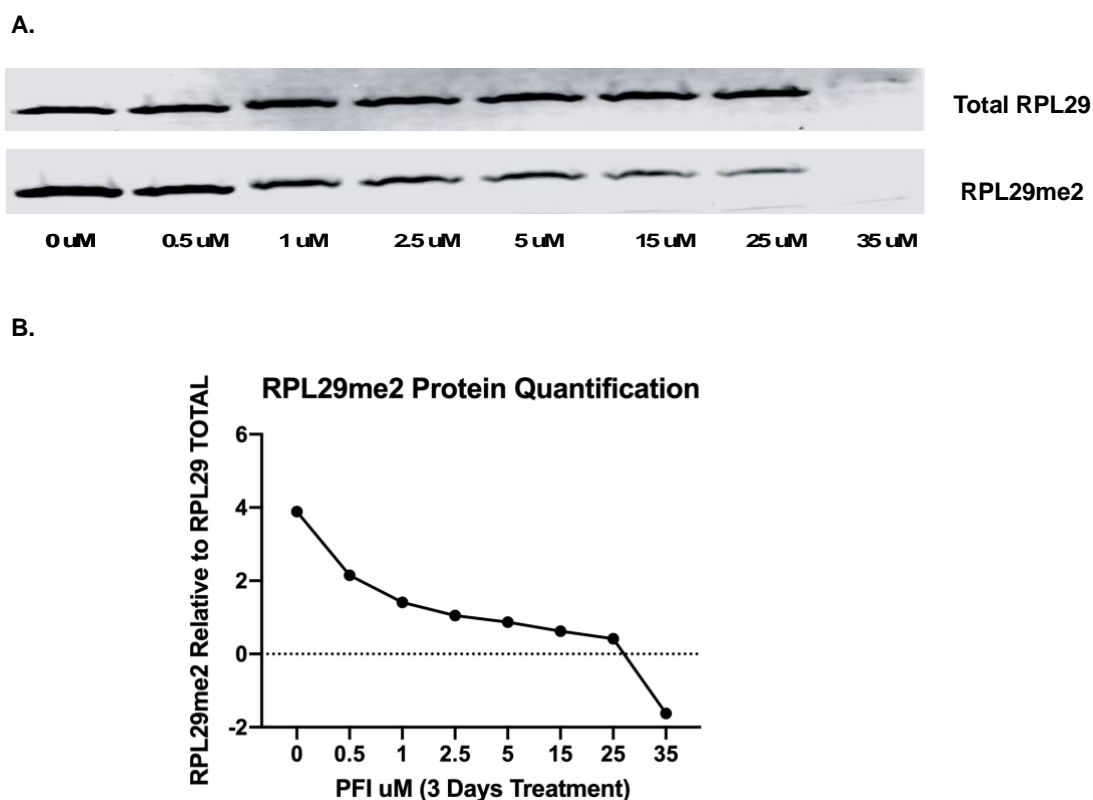 A.
Total RPL29
RPL29me2
0 uM 0.5 uM 1 uM 2.5 uM 5 uM 15 uM 25 uM 35 uM
B.
RPL29me2 Protein Quantification
RPL29me2 Relative to RPL29 TOTAL
6
4
2
0
-2
0 0.5 1 2.5 5 15 25 35
PFI uM (3 Days Treatment)